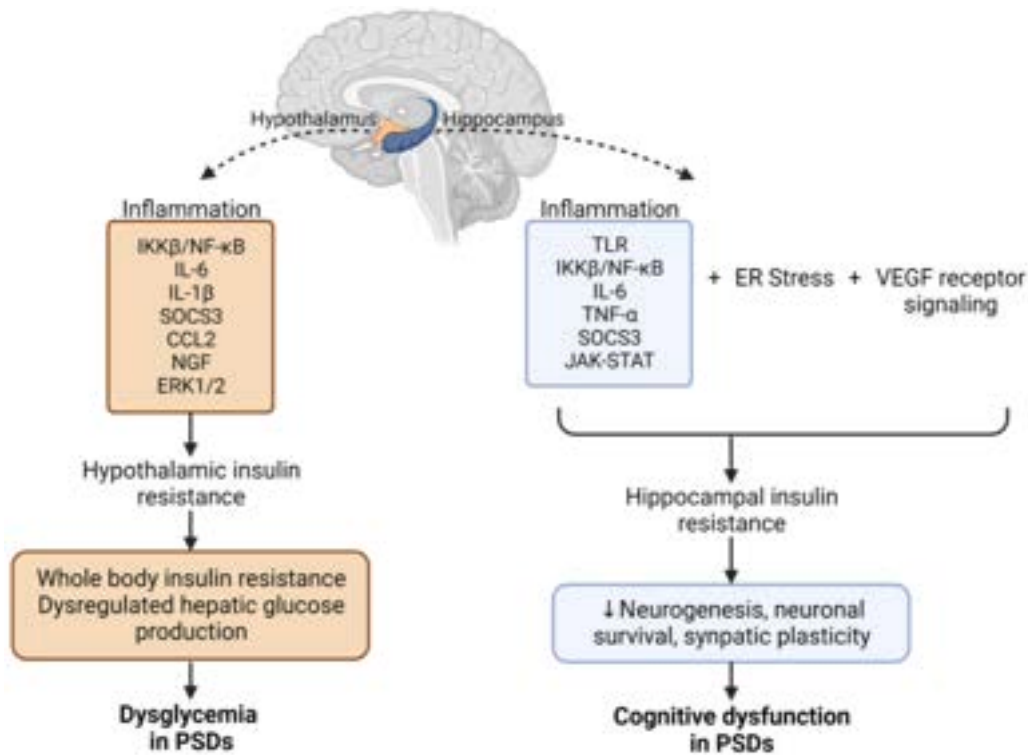 Hypothalamus
Hippocampus
Inflammation
IKKβ/NF-κB
IL-6
IL-1β
SOCS3
CCL2
NGF
ERK1/2
Hypothalamic insulin
resistance
Whole body insulin resistance
Dysregulated hepatic glucose
production
Dysglycemia
in PSDs
Inflammation
TLR
IKKβ/NF-κB
IL-6
TNF-α
SOCS3
JAK-STAT
+ ER Stress + VEGF receptor
signaling
Hippocampal insulin
resistance
↓ Neurogenesis, neuronal
survival, synpatic plasticity
Cognitive dysfunction
in PSDs